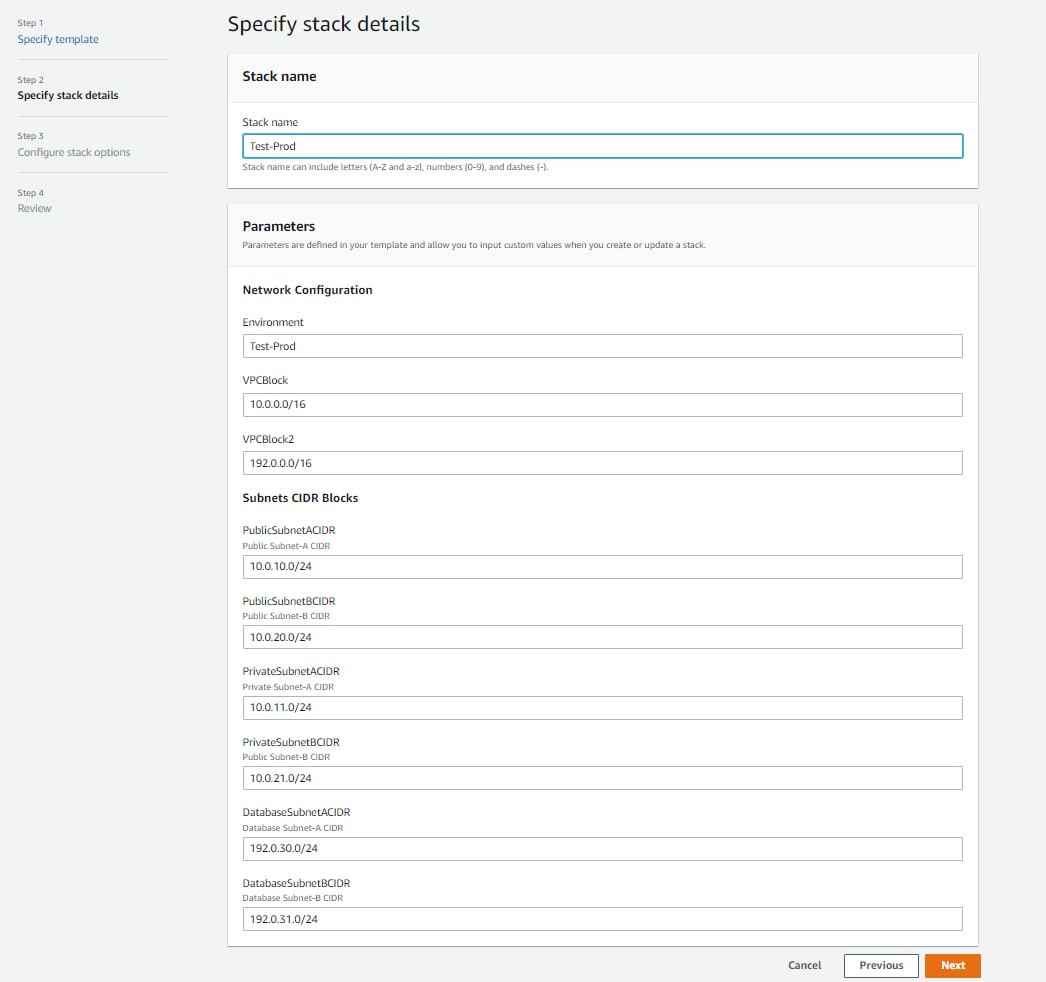 Step 1
Specify template
Step 2
Specify stack details
Step 3
Configure stack options
Step 4
Review
Specify stack details
Stack name
Stack name
Test-Prod
Stack name can include letters (A-Z and a-z), numbers (0-9), and dashes (-).
Parameters
Parameters are defined in your template and allow you to input custom values when you create or update a stack.
Network Configuration
Environment
Test-Prod
VPCBlock
10.0.0.0/16
VPCBlock2
192.0.0.0/16
Subnets CIDR Blocks
PublicSubnetACIDR
Public Subnet-A CIDR
10.0.10.0/24
PublicSubnetBCIDR
Public Subnet-B CIDR
10.0.20.0/24
PrivateSubnetACIDR
Private Subnet-A CIDR
10.0.11.0/24
PrivateSubnetBCIDR
Public Subnet-B CIDR
10.0.21.0/24
DatabaseSubnetACIDR
Database Subnet-A CIDR
192.0.30.0/24
DatabaseSubnetBCIDR
Database Subnet-B CIDR
192.0.31.0/24
Cancel
Previous
Next